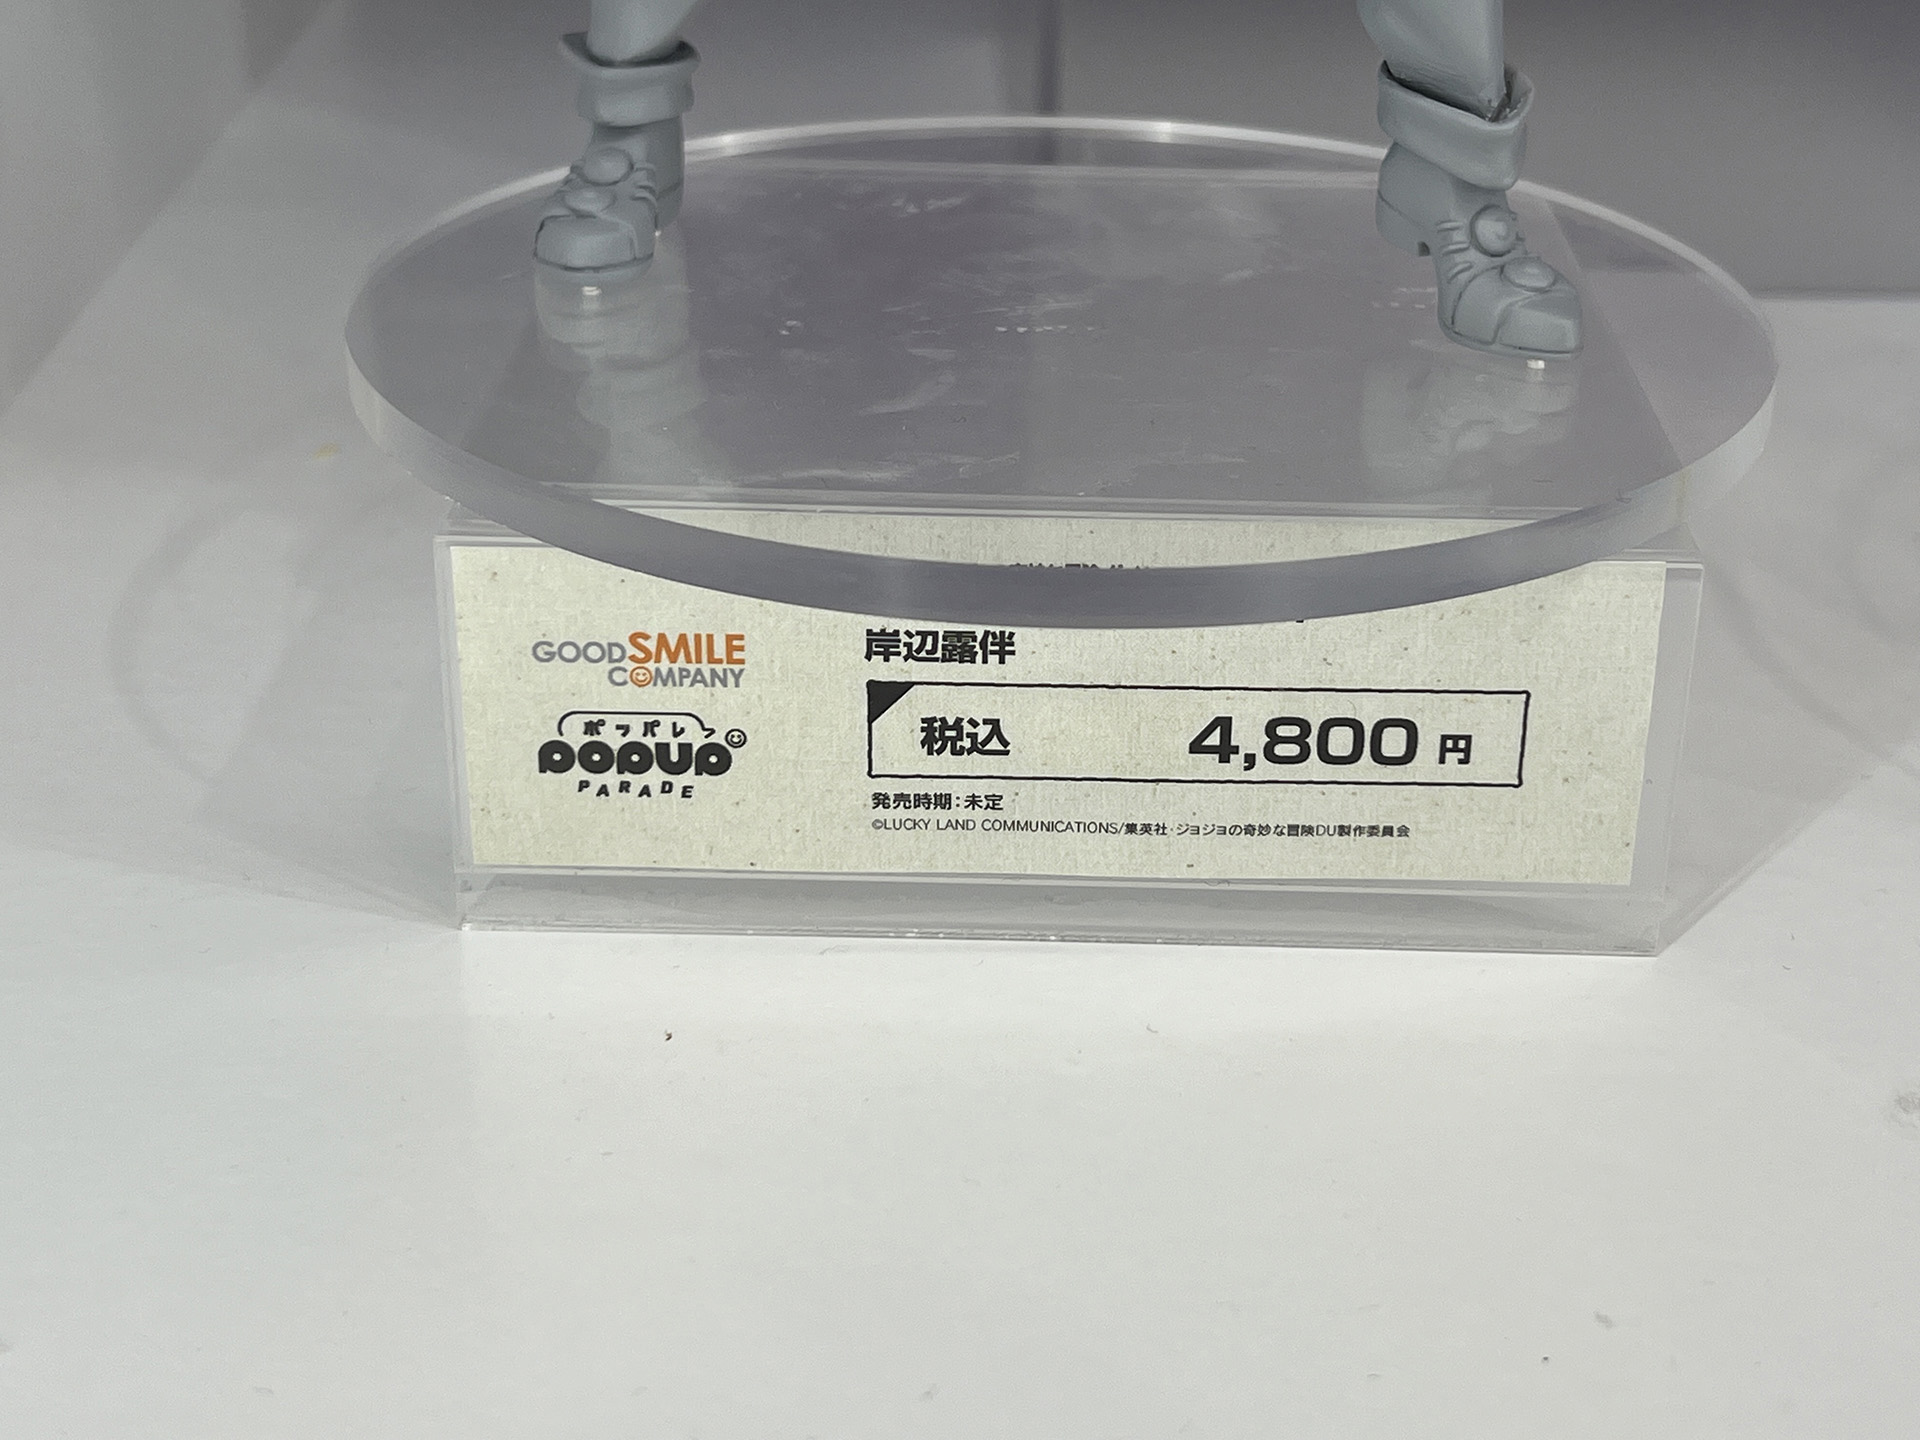 GOODSMILE
COMPANY
ポッパレ
POPUP
PARADE
岸辺露伴
税込 4,800 円
発売時期:未定
©LUCKY LAND COMMUNICATIONS/集英社・ジョジョの奇妙な冒険DU製作委員会